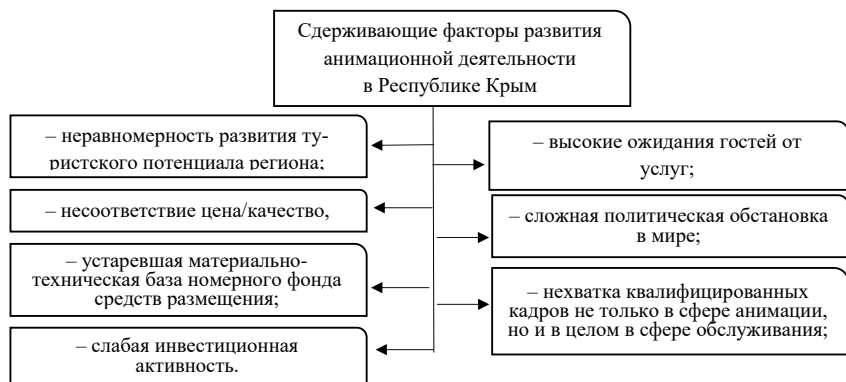 Сдерживающие факторы развития
анимационной деятельности
в Республике Крым
– неравномерность развития ту-
ристского потенциала региона;
– несоответствие цена/качество,
– устаревшая материально-
техническая база номерного фонда
средств размещения;
– слабая инвестиционная
активность.
– высокие ожидания гостей от
услуг;
– сложная политическая обстановка
в мире;
– нехватка квалифицированных
кадров не только в сфере анимации,
но и в целом в сфере обслуживания;